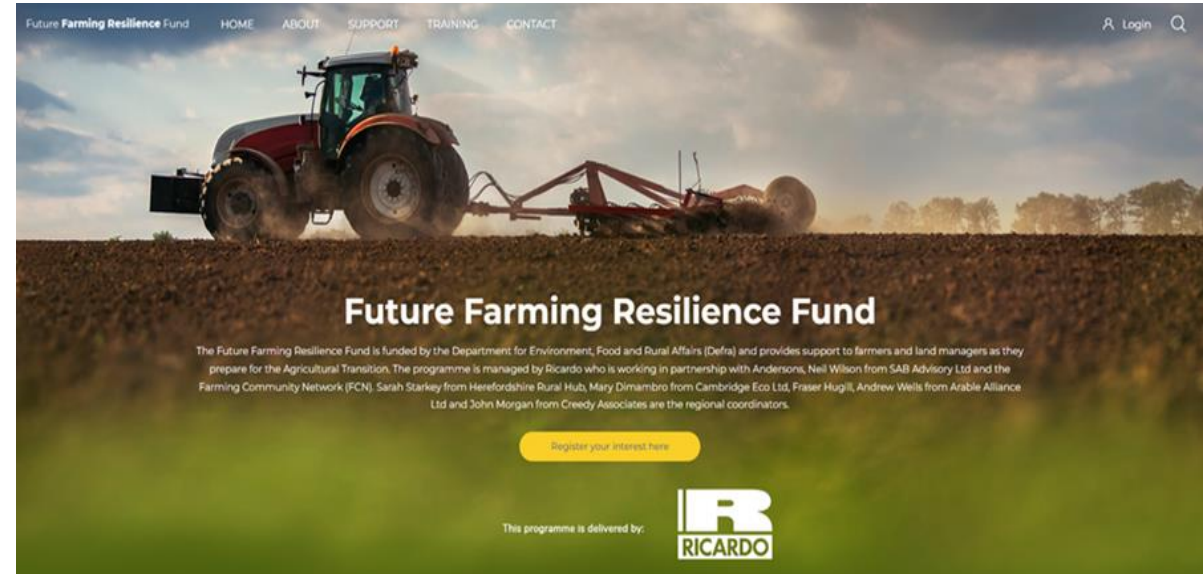 Future Farming Resilience Fund HOME ABOUT SUPPORT TRAINING CONTACT Login
Future Farming Resilience Fund
The Future Farming Resilience Fund is funded by the Department for Environment, Food and Rural Affairs (Defra) and provides support to farmers and land managers as they
prepare for the Agricultural Transition. The programme is managed by Ricardo who is working in partnership with Andersons, Neil Wilson from SAB Advisory Ltd and the
Farming Community Network (FCN). Sarah Starkey from Herefordshire Rural Hub, Mary Dimambro from Cambridge Eco Ltd, Fraser Hugill, Andrew Wells from Arable Alliance
Ltd and John Morgan from Creedy Associates are the regional coordinators.
Register your interest here
This programme is delivered by:
R
RICARDO